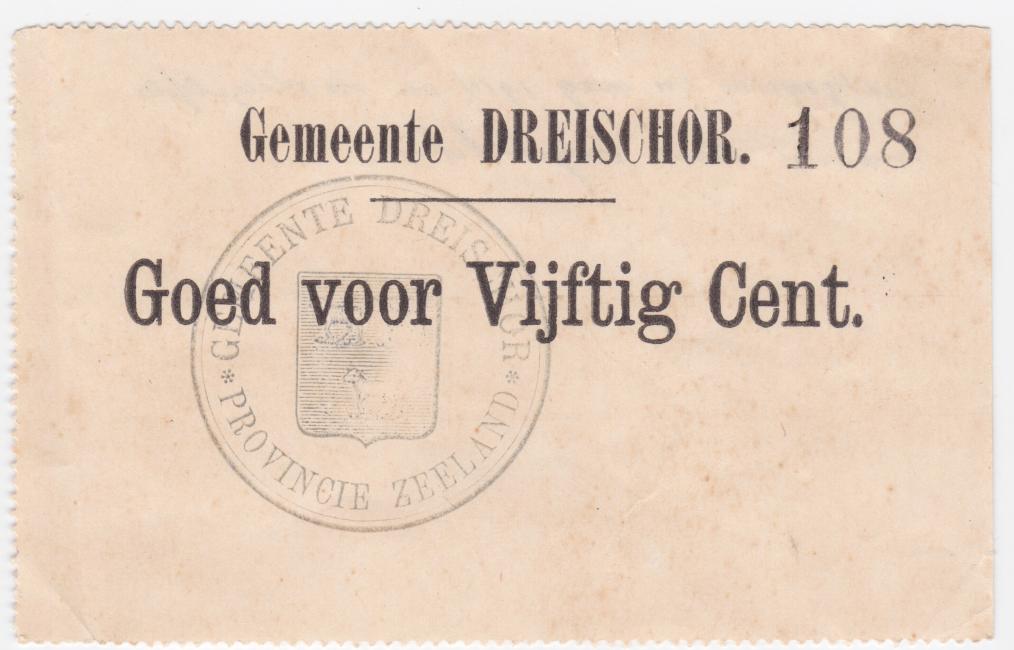 Gemeente DREISCHOR. 108
Goed voor Vijftig Cent.
GEMEENTE DREISCHOR
* PROVINCIE ZEELAND *